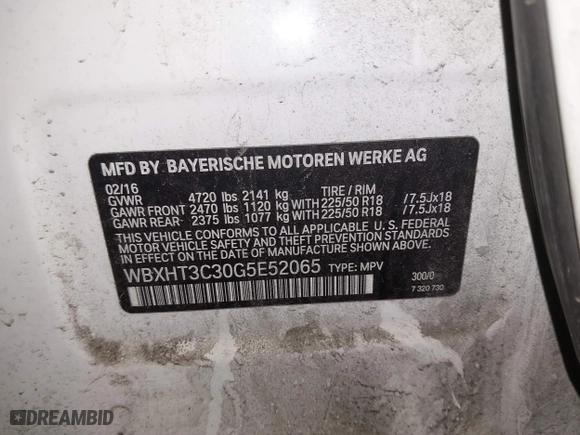 MFD BY BAYERISCHE MOTOREN WERKE AG
02/16
GVWR 4720 lbs 2141 kg TIRE / RIM
GAWR FRONT 2470 lbs 1120 kg WITH 225/50 R18 /7.5Jx18
GAWR REAR: 2375 lbs 1077 kg WITH 225/50 R18 /7.5Jx18
THIS VEHICLE CONFORMS TO ALL APPLICABLE U. S. FEDERAL
MOTOR VEHICLE SAFETY, BUMPER, AND THEFT PREVENTION STANDARDS
IN EFFECT ON THE DATE OF MANUFACTURE SHOWN ABOVE.
WBXHT3C30G5E52065 TYPE: MPV
300/0
7 320 730
DREAMBID